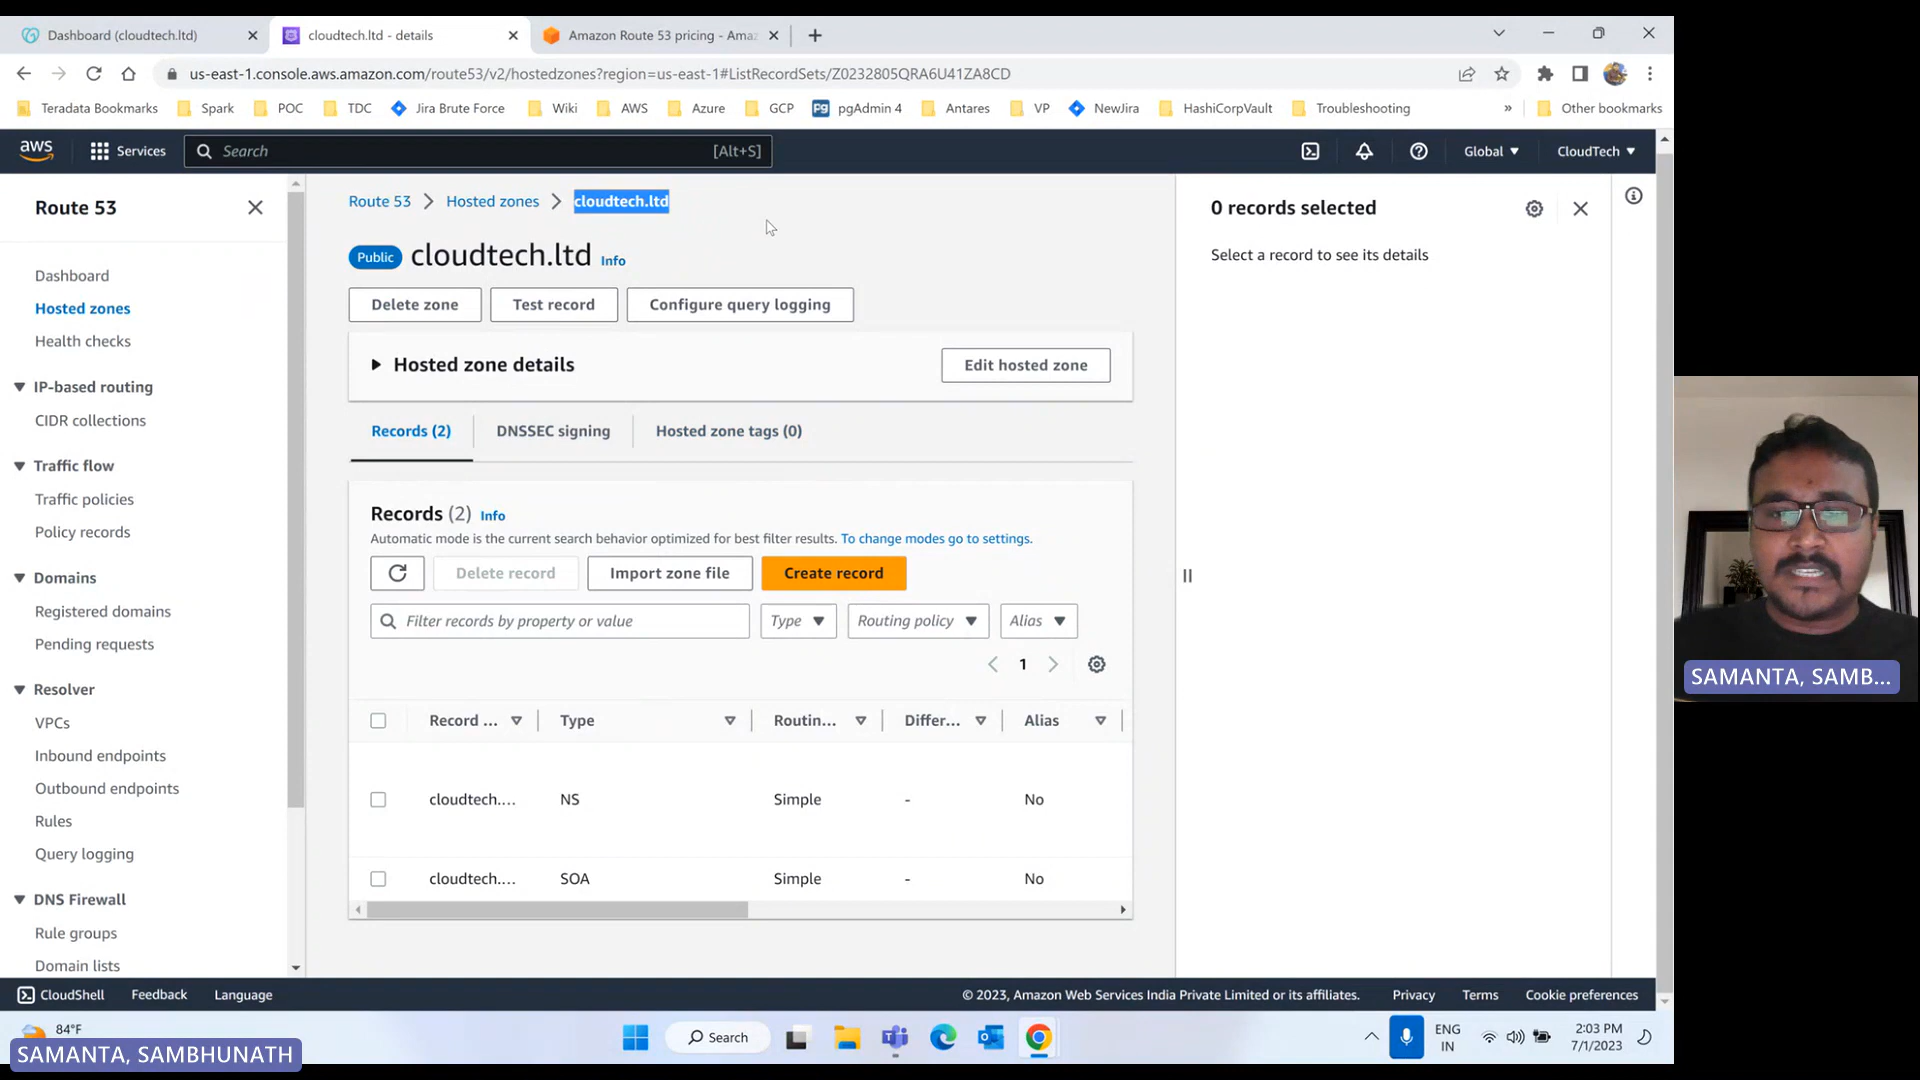 Dashboard (cloudtech.ltd)
cloudtech.ltd - details
Amazon Route 53 pricing - Ama
us-east-1.console.aws.amazon.com/route53/v2/hostedzones?region=us-east-1#ListRecordSets/Z0232805QRA6U41ZA8CD
Teradata Bookmarks
Spark
POC
TDC
Jira Brute Force
Wiki
AWS
Azure
GCP
pgAdmin 4
Antares
VP
NewJira
HashiCorpVault
Troubleshooting
»
Other bookmarks
aws
Services
Search
[Alt+S]
Global
CloudTech
Route 53
Dashboard
Hosted zones
Health checks
IP-based routing
CIDR collections
Traffic flow
Traffic policies
Policy records
Domains
Registered domains
Pending requests
Resolver
VPCs
Inbound endpoints
Outbound endpoints
Rules
Query logging
DNS Firewall
Rule groups
Domain lists
Route 53
Hosted zones
cloudtech.ltd
Public cloudtech.ltd Info
Delete zone
Test record
Configure query logging
Hosted zone details
Edit hosted zone
Records (2)
DNSSEC signing
Hosted zone tags (0)
Records (2) Info
Automatic mode is the current search behavior optimized for best filter results. To change modes go to settings.
Delete record
Import zone file
Create record
Filter records by property or value
Type
Routing policy
Alias
1
Record ...
Type
Routin...
Differ...
Alias
cloudtech....
NS
Simple
-
No
cloudtech....
SOA
Simple
-
No
0 records selected
Select a record to see its details
SAMANTA, SAMB...
CloudShell
Feedback
Language
© 2023, Amazon Web Services India Private Limited or its affiliates.
Privacy
Terms
Cookie preferences
84°F
SAMANTA, SAMBHUNATH
Search
Pg
ENG
IN
2:03 PM
7/1/2023